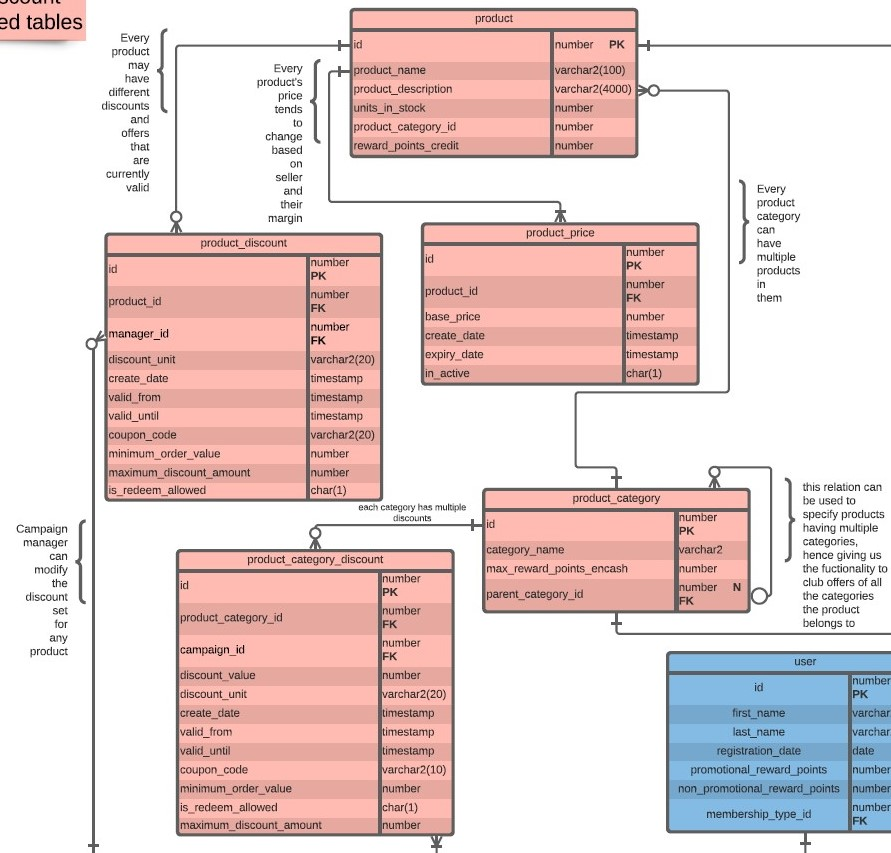 ed tables
product
id number PK
product_name varchar2(100)
product_description varchar2(4000)
units_in_stock number
product_category_id number
reward_points_credit number
Every
product
may
have
different
discounts
and
offers
that
are
currently
valid
Every
product's
price
tends
to
change
based
on
seller
and
their
margin
Every
product
category
can
have
multiple
products
in
them
product_discount
id number PK
product_id number FK
manager_id number FK
discount_unit varchar2(20)
create_date timestamp
valid_from timestamp
valid_until timestamp
coupon_code varchar2(20)
minimum_order_value number
maximum_discount_amount number
is_redeem_allowed char(1)
product_price
id number PK
product_id number FK
base_price number
create_date timestamp
expiry_date timestamp
in_active char(1)
Campaign
manager
can
modify
the
discount
set
for
any
product
each category has multiple
discounts
product_category
id number PK
category_name varchar2
max_reward_points_encash number
parent_category_id number N FK
this relation can
be used to
specify products
having multiple
categories,
hence giving us
the fuctionality to
club offers of all
the categories
the product
belongs to
product_category_discount
id number PK
product_category_id number FK
campaign_id number FK
discount_value number
discount_unit varchar2(20)
create_date timestamp
valid_from timestamp
valid_until timestamp
coupon_code varchar2(10)
minimum_order_value number
is_redeem_allowed char(1)
maximum_discount_amount number
user
id number PK
first_name varchar
last_name varchar
registration_date date
promotional_reward_points number
non_promotional_reward_points number
membership_type_id number FK